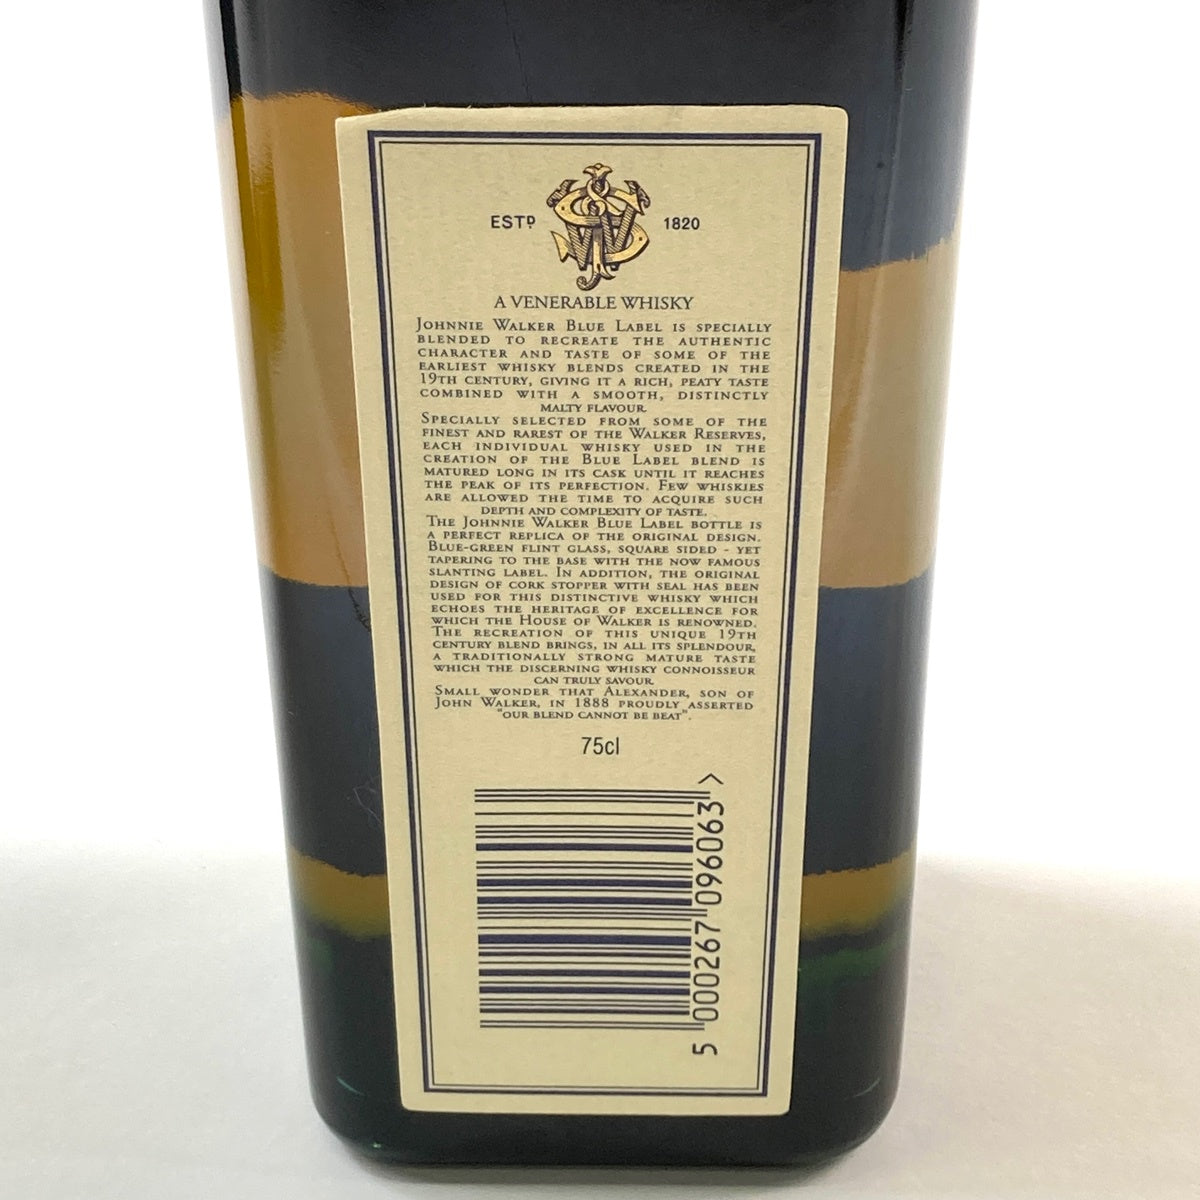 ESTD 1820
A VENERABLE WHISKY
JOHNNIE WALKER BLUE LABEL IS SPECIALLY
BLENDED TO RECREATE THE AUTHENTIC
CHARACTER AND TASTE OF SOME OF THE
EARLIEST WHISKY BLENDS CREATED IN THE
19TH CENTURY, GIVING IT A RICH, PEATY TASTE
COMBINED WITH A SMOOTH, DISTINCTLY
MALTY FLAVOUR.
SPECIALLY SELECTED FROM SOME OF THE
FINEST AND RAREST OF THE WALKER RESERVES,
EACH INDIVIDUAL WHISKY USED IN THE
CREATION OF THE BLUE LABEL BLEND IS
MATURED LONG IN ITS CASK UNTIL IT REACHES
THE PEAK OF ITS PERFECTION. FEW WHISKIES
ARE ALLOWED THE TIME TO ACQUIRE SUCH
DEPTH AND COMPLEXITY OF TASTE.
THE JOHNNIE WALKER BLUE LABEL BOTTLE IS
A PERFECT REPLICA OF THE ORIGINAL DESIGN.
BLUE-GREEN FLINT GLASS, SQUARE SIDED - YET
TAPERING TO THE BASE WITH THE NOW FAMOUS
SLANTING LABEL. IN ADDITION, THE ORIGINAL
DESIGN OF CORK STOPPER WITH SEAL HAS BEEN
USED FOR THIS DISTINCTIVE WHISKY WHICH
ECHOES THE HERITAGE OF EXCELLENCE FOR
WHICH THE HOUSE OF WALKER IS RENOWNED.
THE RECREATION OF THIS UNIQUE 19TH
CENTURY BLEND BRINGS, IN ALL ITS SPLENDOUR,
A TRADITIONALLY STRONG MATURE TASTE
WHICH THE DISCERNING WHISKY CONNOISSEUR
CAN TRULY SAVOUR.
SMALL WONDER THAT ALEXANDER, SON OF
JOHN WALKER, IN 1888 PROUDLY ASSERTED
"OUR BLEND CANNOT BE BEAT".
75cl
5 000267 096063 >